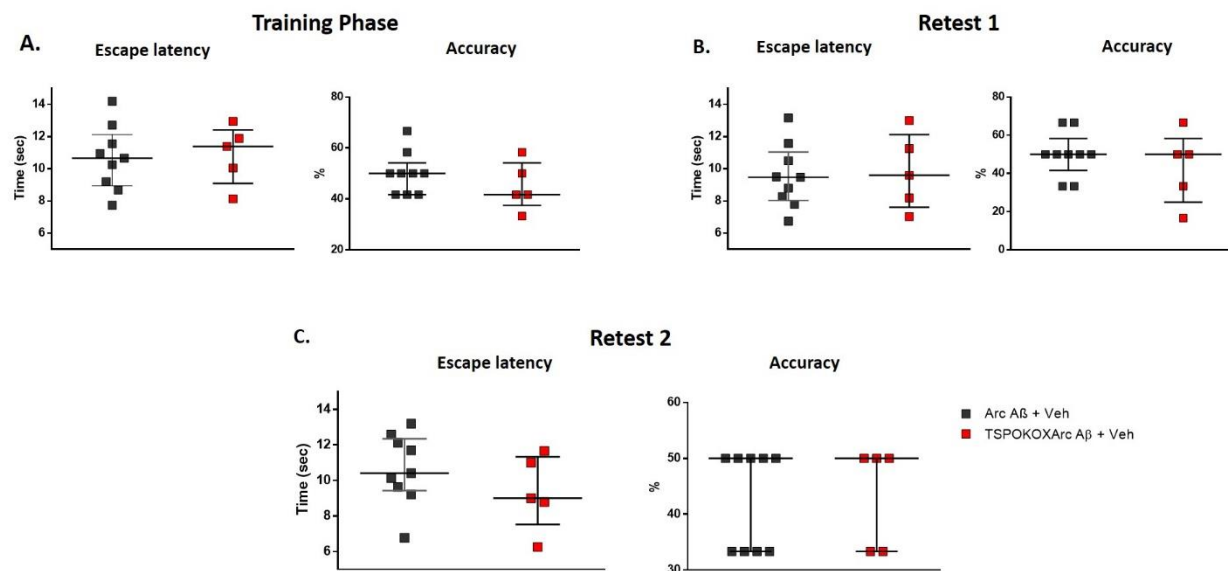 Training Phase
A.
Escape latency
Accuracy
Time (sec)
14
12
10
8
6
%
80
60
40
20
Retest 1
B.
Escape latency
Accuracy
Time (sec)
14
12
10
8
6
%
80
60
40
20
0
C.
Retest 2
Escape latency
Accuracy
Time (sec)
14
12
10
8
6
%
60
50
40
30
Arc Aß + Veh
TSPOKOXArc Aβ + Veh